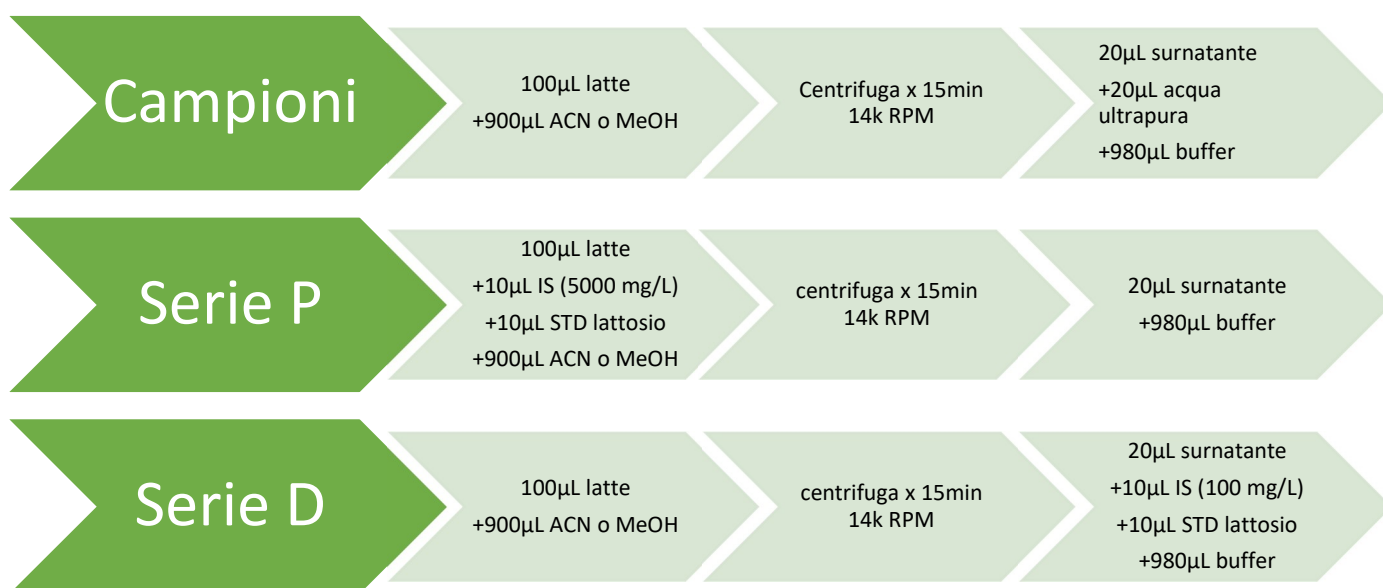 Campioni
100µL latte
+900µL ACN o MeOH
Centrifuga x 15min
14k RPM
20µL surnatante
+20µL acqua
ultrapura
+980µL buffer
Serie P
100µL latte
+10µL IS (5000 mg/L)
+10µL STD lattosio
+900µL ACN o MeOH
centrifuga x 15min
14k RPM
20µL surnatante
+980µL buffer
Serie D
100µL latte
+900µL ACN o MeOH
centrifuga x 15min
14k RPM
20µL surnatante
+10µL IS (100 mg/L)
+10µL STD lattosio
+980µL buffer